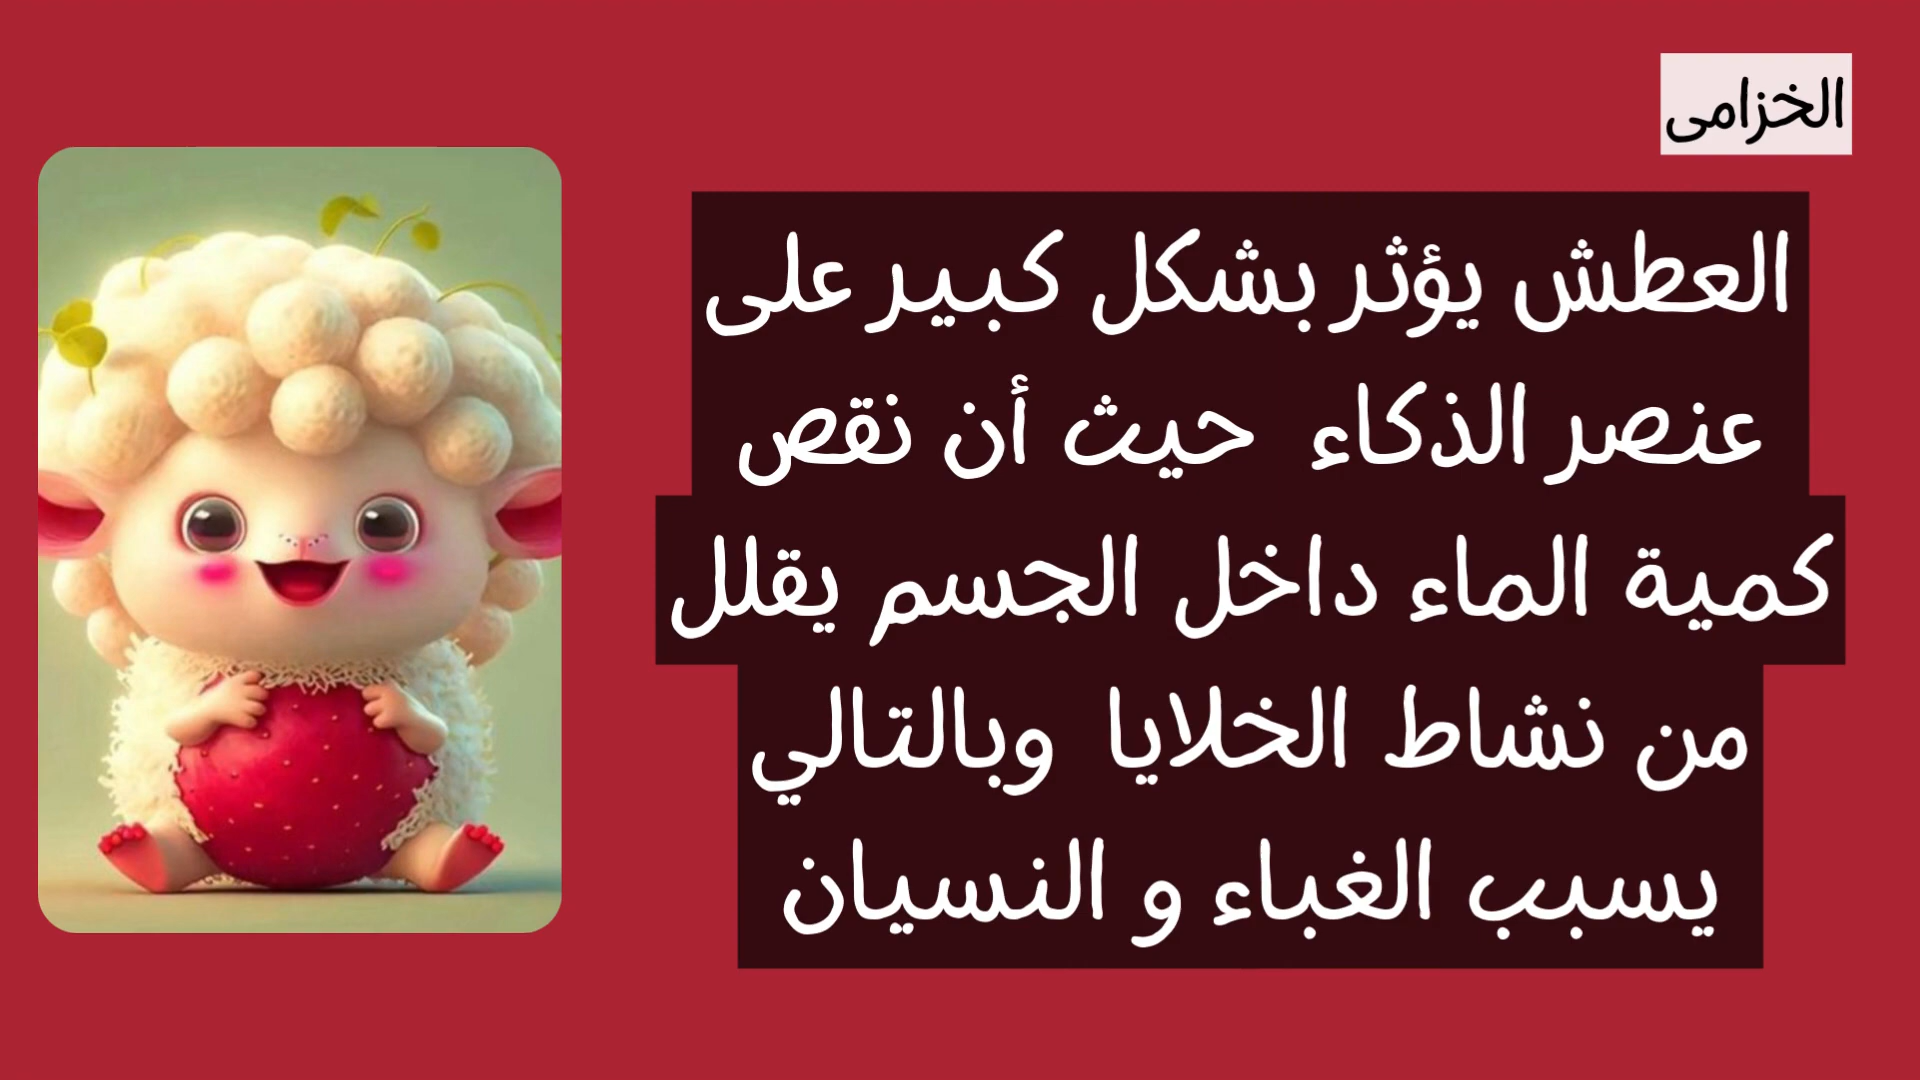 الخزامى
العطش يؤثر بشكل كبير على
عنصر الذكاء حيث أن نقص
كمية الماء داخل الجسم يقلل
من نشاط الخلايا وبالتالي
يسبب الغباء و النسيان